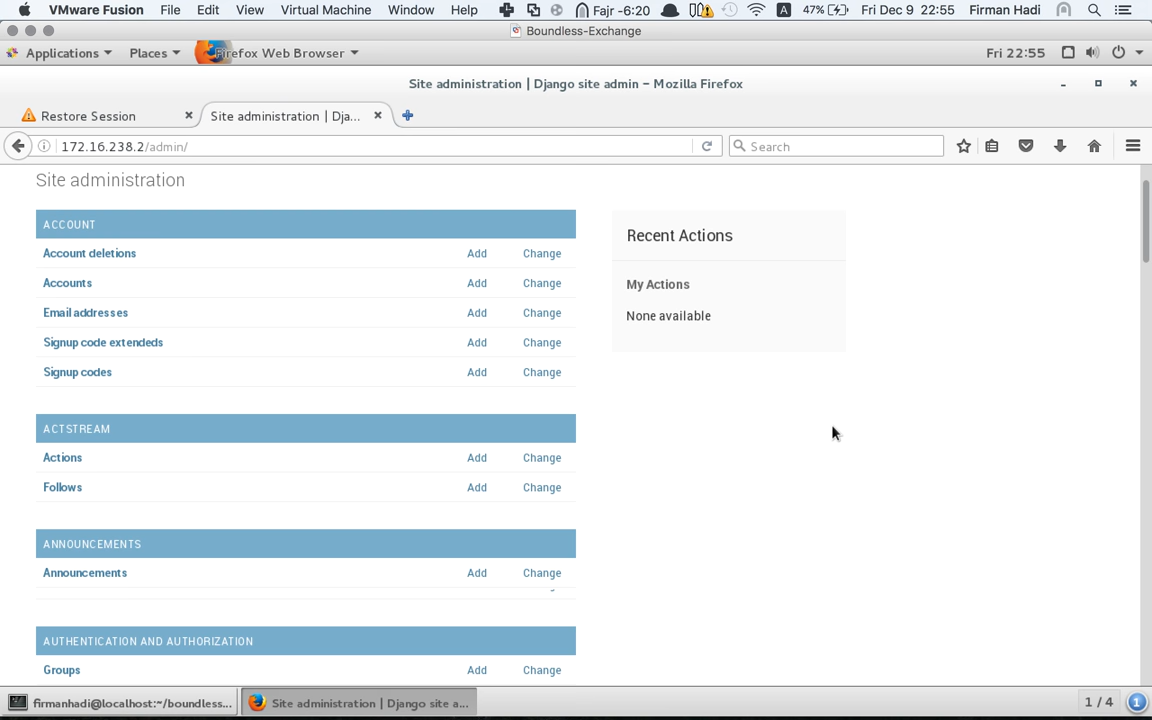 VMware Fusion File Edit View Virtual Machine Window Help Fajr -6:20 A 47% Fri Dec 9 22:55 Firman Hadi
Boundless-Exchange
Applications Places Firefox Web Browser Fri 22:55
Site administration | Django site admin - Mozilla Firefox
Restore Session Site administration | Dja...
172.16.238.2/admin/ Search
Site administration
ACCOUNT
Account deletions Add Change
Accounts Add Change
Email addresses Add Change
Signup code extendeds Add Change
Signup codes Add Change
Recent Actions
My Actions
None available
ACTSTREAM
Actions Add Change
Follows Add Change
ANNOUNCEMENTS
Announcements Add Change
AUTHENTICATION AND AUTHORIZATION
Groups Add Change
firmanhadi@localhost:~/boundless... Site administration | Django site a... 1 / 4 1